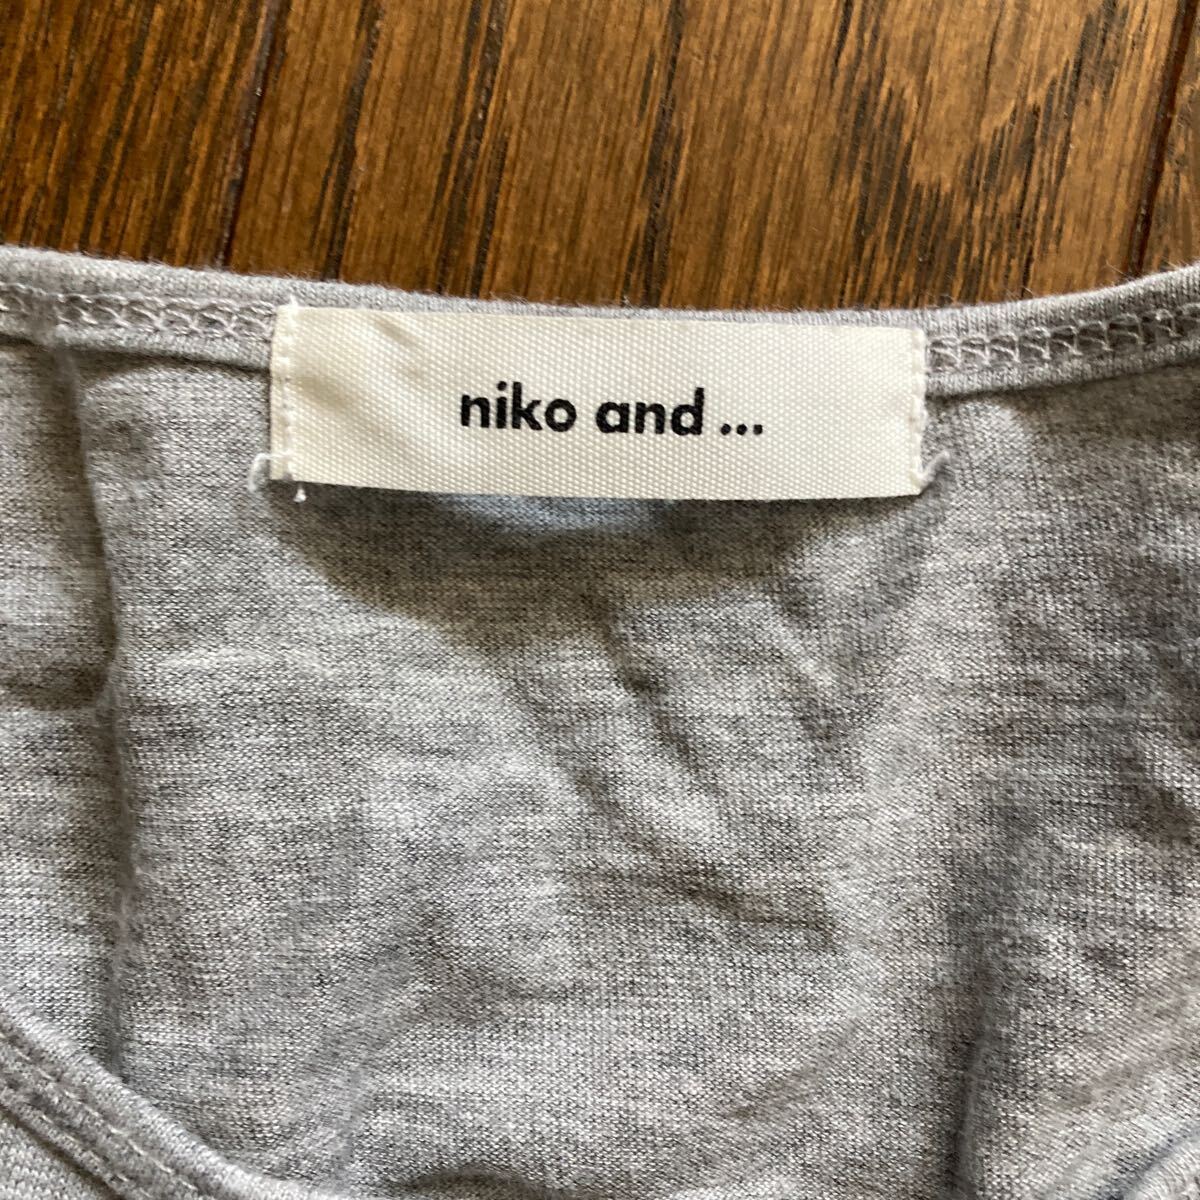 niko and ...